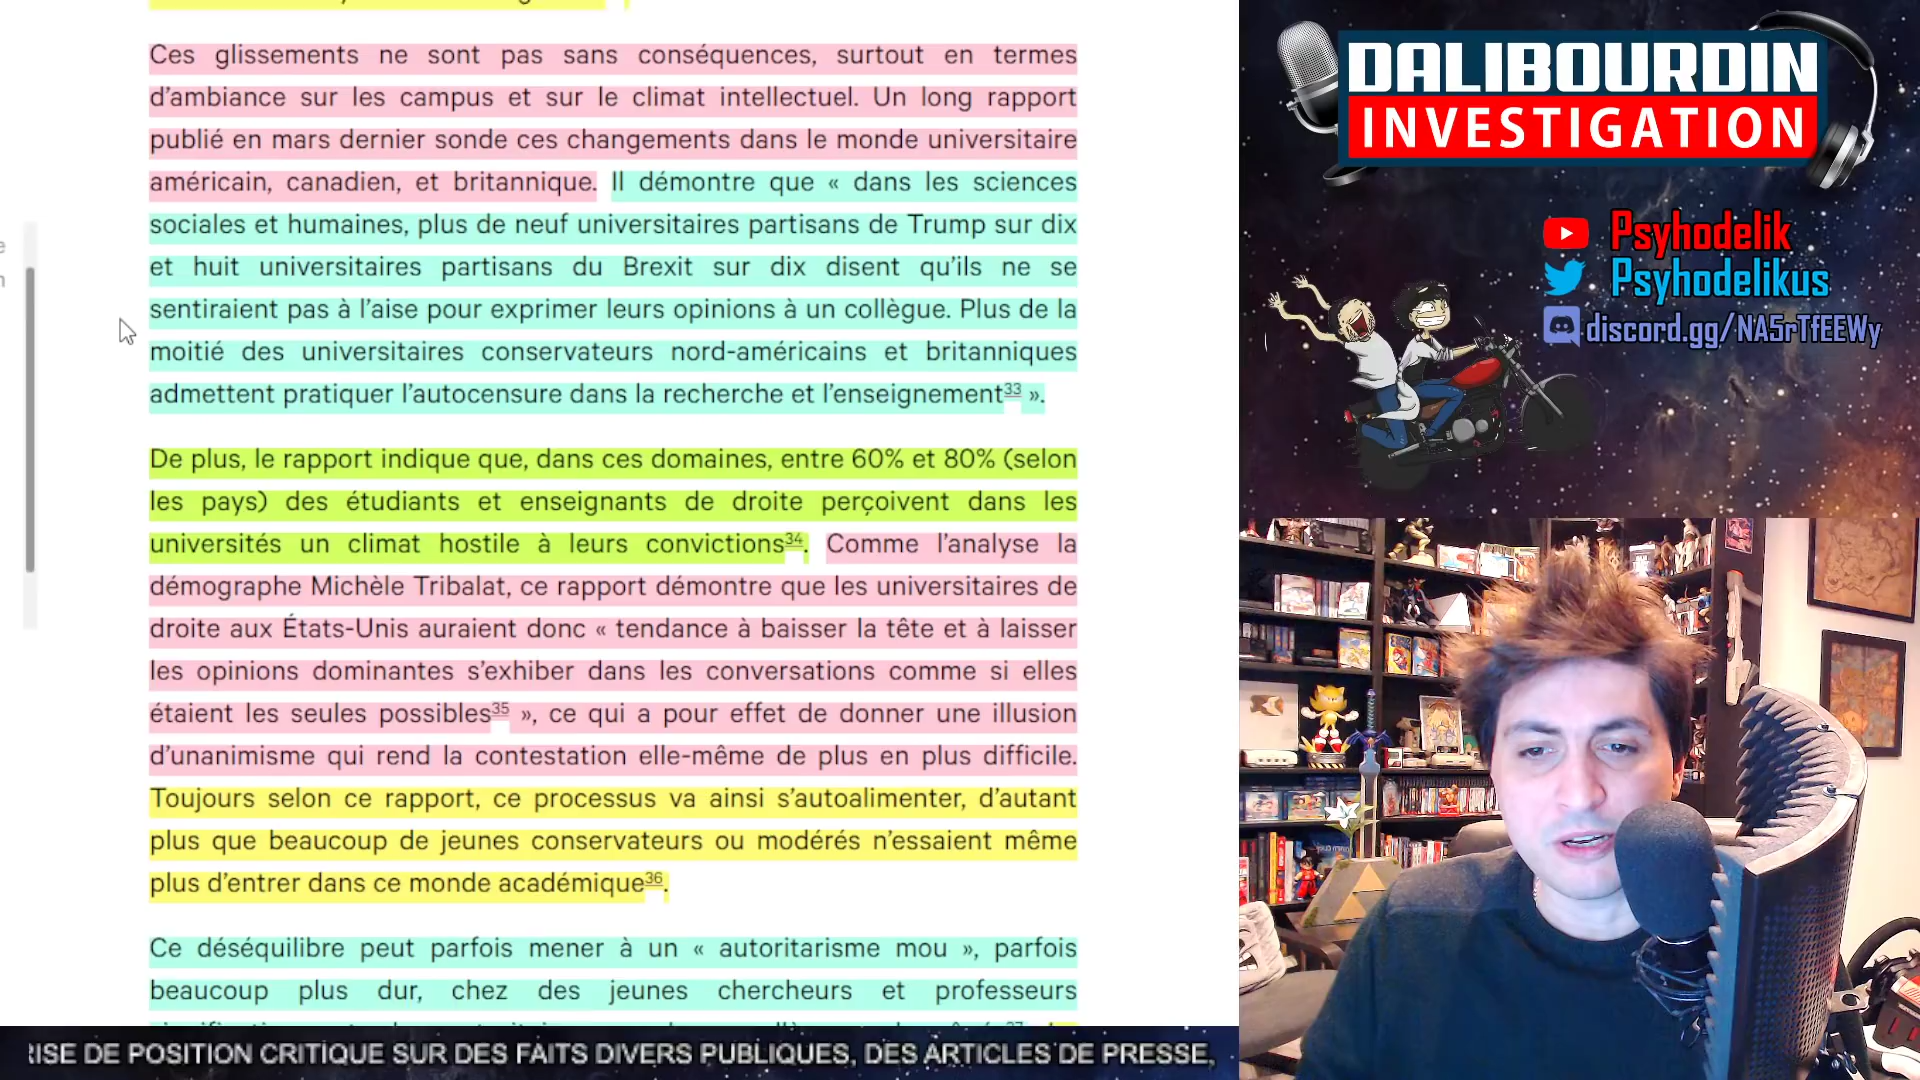 Ces glissements ne sont pas sans conséquences, surtout en termes
d’ambiance sur les campus et sur le climat intellectuel. Un long rapport
publié en mars dernier sonde ces changements dans le monde universitaire
américain, canadien, et britannique. Il démontre que « dans les sciences
sociales et humaines, plus de neuf universitaires partisans de Trump sur dix
et huit universitaires partisans du Brexit sur dix disent qu’ils ne se
sentiraient pas à l’aise pour exprimer leurs opinions à un collègue. Plus de la
moitié des universitaires conservateurs nord-américains et britanniques
admettent pratiquer l’autocensure dans la recherche et l’enseignement33 ».
De plus, le rapport indique que, dans ces domaines, entre 60% et 80% (selon
les pays) des étudiants et enseignants de droite perçoivent dans les
universités un climat hostile à leurs convictions34. Comme l’analyse la
démographe Michèle Tribalat, ce rapport démontre que les universitaires de
droite aux États-Unis auraient donc « tendance à baisser la tête et à laisser
les opinions dominantes s’exhiber dans les conversations comme si elles
étaient les seules possibles35 », ce qui a pour effet de donner une illusion
d’unanimisme qui rend la contestation elle-même de plus en plus difficile.
Toujours selon ce rapport, ce processus va ainsi s’autoalimenter, d’autant
plus que beaucoup de jeunes conservateurs ou modérés n’essaient même
plus d’entrer dans ce monde académique36.
Ce déséquilibre peut parfois mener à un « autoritarisme mou », parfois
beaucoup plus dur, chez des jeunes chercheurs et professeurs
RISE DE POSITION CRITIQUE SUR DES FAITS DIVERS PUBLIQUES, DES ARTICLES DE PRESSE,
DALIBOURDIN
INVESTIGATION
Psyhodelik
Psyhodelikus
discord.gg/NA5rTfEEWy